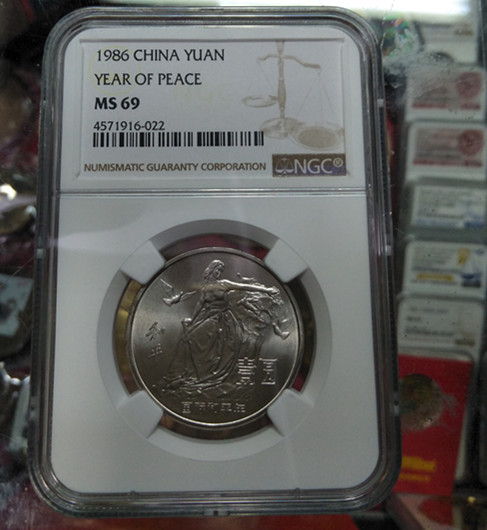 1986 CHINA YUAN
YEAR OF PEACE
MS 69
4571916-022
NUMISMATIC GUARANTY CORPORATION NGC®
和平
壹圆
国际和平年